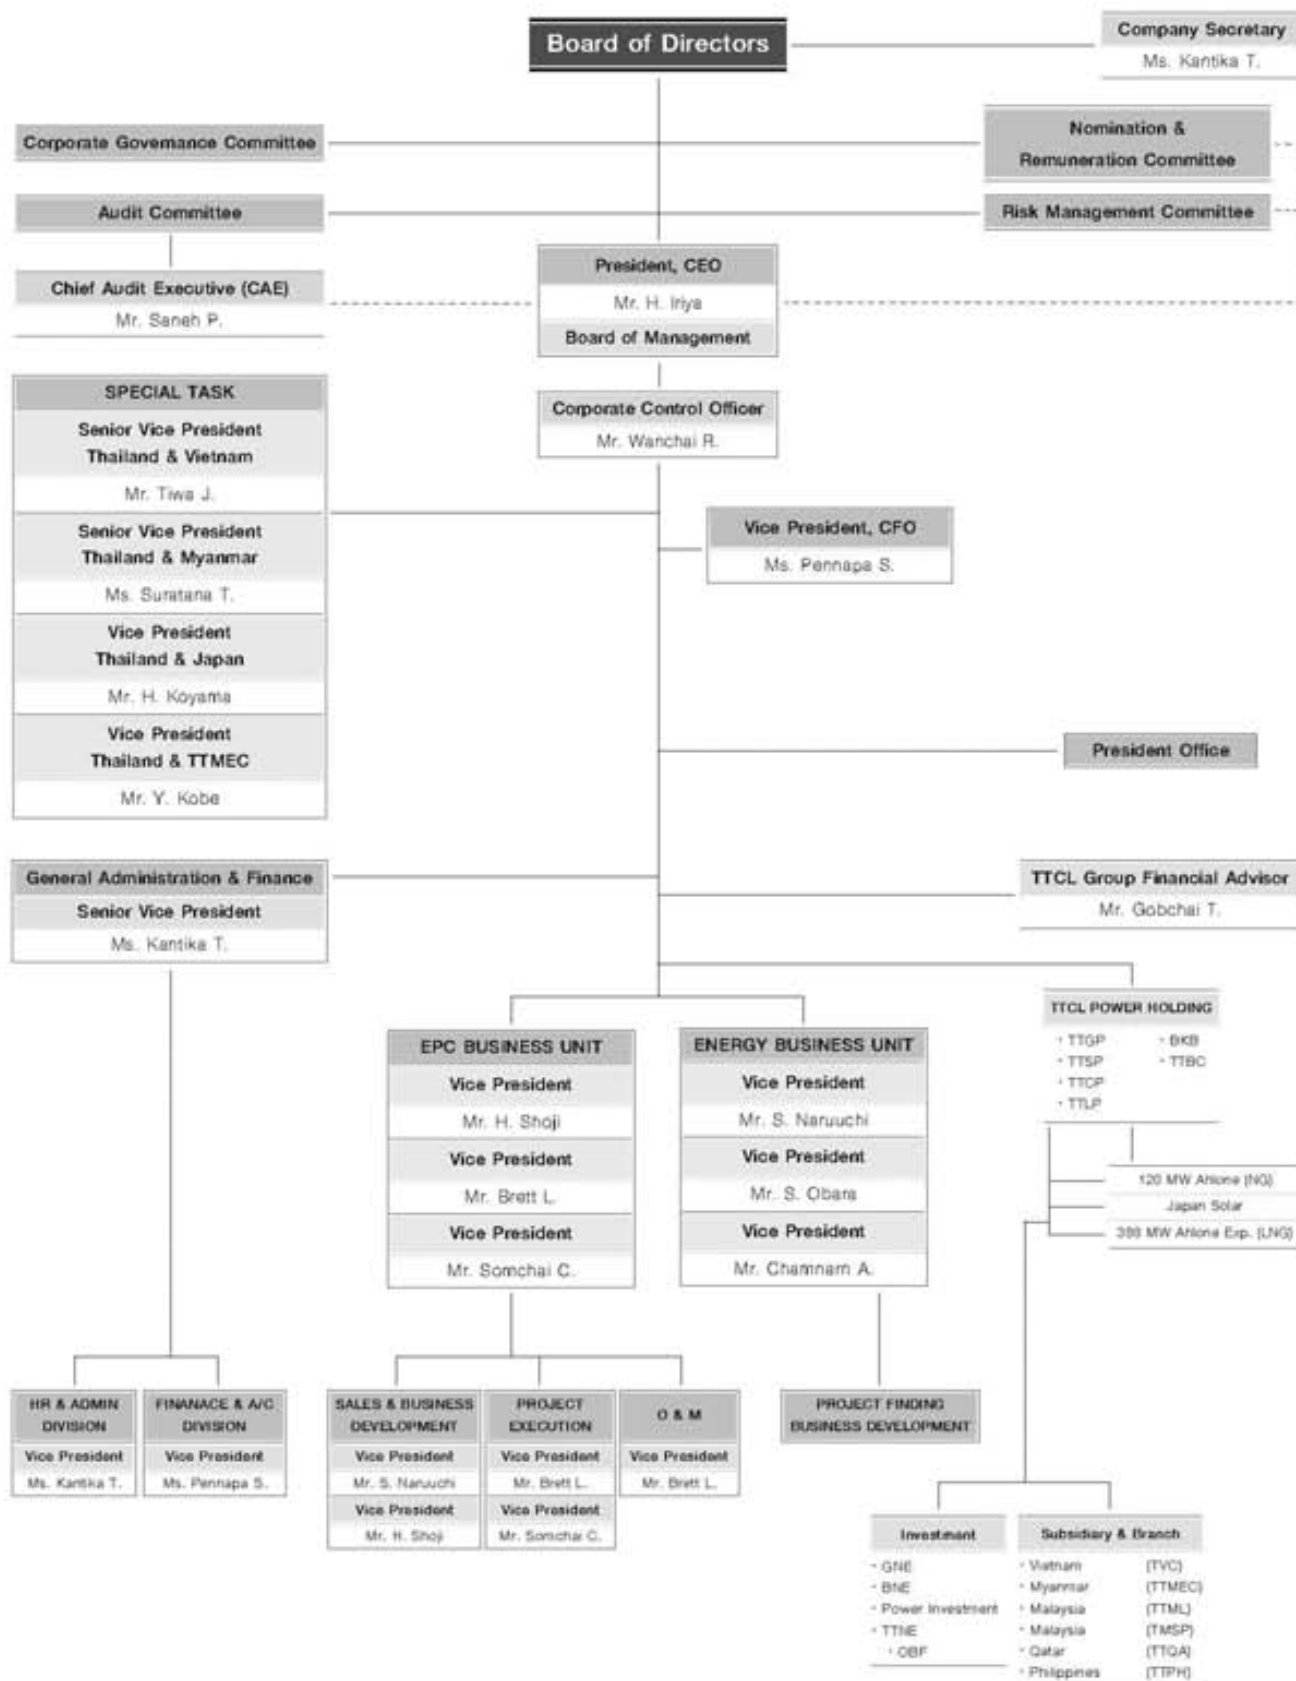 Board of Directors
Company Secretary
Ms. Kantika T.
Corporate Governance Committee
Nomination &
Remuneration Committee
Audit Committee
Risk Management Committee
Chief Audit Executive (CAE)
Mr. Saneh P.
President, CEO
Mr. H. Iriya
Board of Management
Corporate Control Officer
Mr. Wanchai R.
SPECIAL TASK
Senior Vice President
Thailand & Vietnam
Mr. Tiwa J.
Senior Vice President
Thailand & Myanmar
Ms. Suratana T.
Vice President
Thailand & Japan
Mr. H. Koyama
Vice President
Thailand & TTMEC
Mr. Y. Kobe
Vice President, CFO
Ms. Pennapa S.
President Office
General Administration & Finance
Senior Vice President
Ms. Kantika T.
TTCL Group Financial Advisor
Mr. Gobchai T.
EPC BUSINESS UNIT
Vice President
Mr. H. Shoji
Vice President
Mr. Brett L.
Vice President
Mr. Somchai C.
ENERGY BUSINESS UNIT
Vice President
Mr. S. Naruuchi
Vice President
Mr. S. Obara
Vice President
Mr. Chamnam A.
TTCL POWER HOLDING
· TTGP · BKB
· TTSP · TTBC
· TTCP
· TTLP
120 MW Ahlone (NG)
Japan Solar
388 MW Ahlone Exp. (LNG)
HR & ADMIN
DIVISION
Vice President
Ms. Kantika T.
FINANACE & A/C
DIVISION
Vice President
Ms. Pennapa S.
SALES & BUSINESS
DEVELOPMENT
Vice President
Mr. S. Naruuchi
Vice President
Mr. H. Shoji
PROJECT
EXECUTION
Vice President
Mr. Brett L.
Vice President
Mr. Somchai C.
O & M
Vice President
Mr. Brett L.
PROJECT FINDING
BUSINESS DEVELOPMENT
Investment
· GNE
· BNE
· Power Investment
· TTNE
· OBF
Subsidiary & Branch
· Vietnam (TVC)
· Myanmar (TTMEC)
· Malaysia (TTML)
· Malaysia (TMSP)
· Qatar (TTQA)
· Philippines (TTPH)